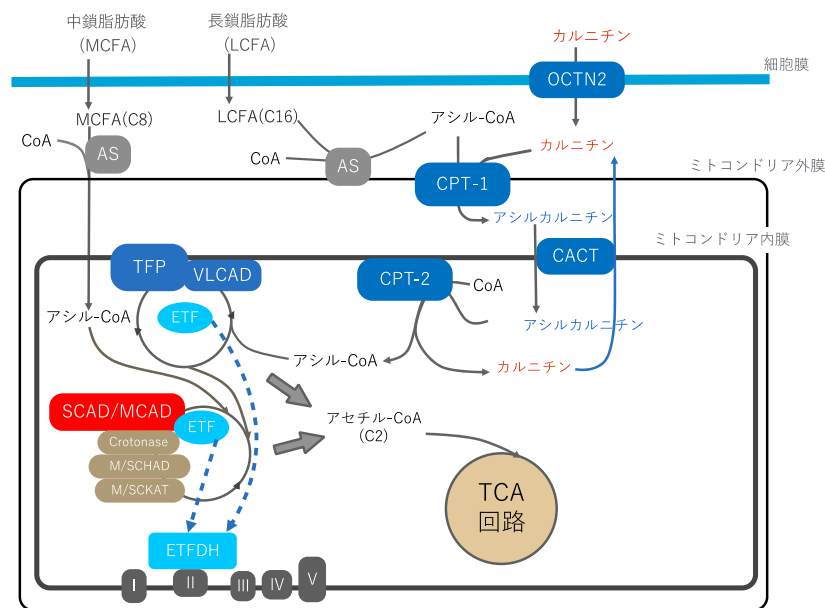 中鎖脂肪酸
(MCFA)
長鎖脂肪酸
(LCFA)
カルニチン
細胞膜
OCTN2
MCFA(C8)
LCFA(C16)
アシル-CoA
CoA
AS
CoA
AS
カルニチン
ミトコンドリア外膜
CPT-1
アシルカルニチン
ミトコンドリア内膜
TFP
VLCAD
CPT-2
CoA
CACT
アシル-CoA
ETF
アシルカルニチン
アシル-CoA
カルニチン
SCAD/MCAD
ETF
アセチル-CoA
(C2)
Crotonase
M/SCHAD
M/SCKAT
TCA
回路
ETFDH
I
II
III
IV
V